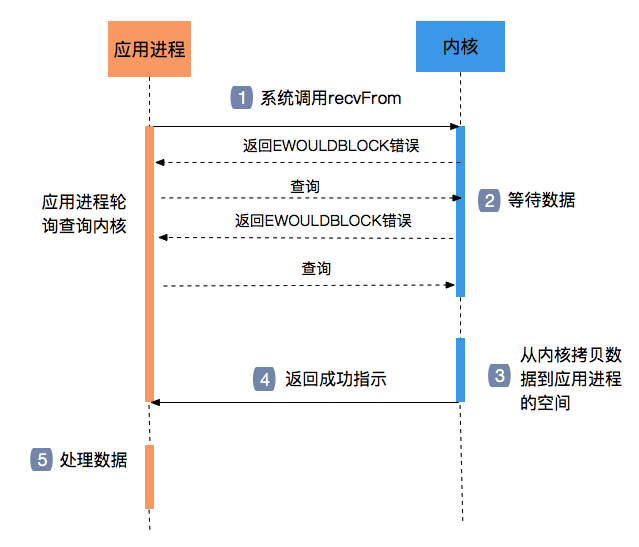 应用进程
内核
1 系统调用recvFrom
返回EWOULDBLOCK错误
查询
应用进程轮
询查询内核
2 等待数据
返回EWOULDBLOCK错误
查询
从内核拷贝数
3 据到应用进程
的空间
4 返回成功指示
5 处理数据